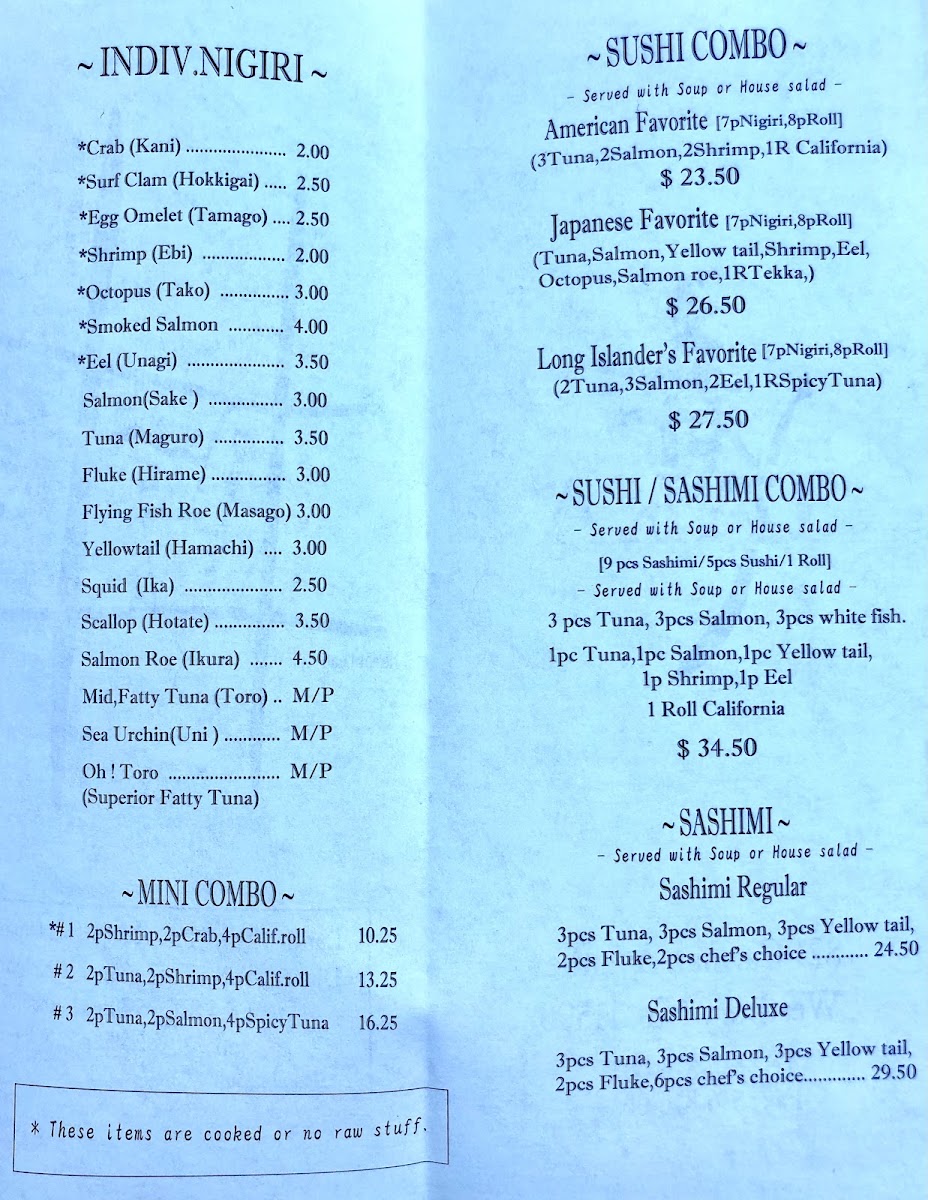 ~ INDIV.NIGIRI ~
*Crab (Kani) ...................... 2.00
*Surf Clam (Hokkigai) ..... 2.50
*Egg Omelet (Tamago) .... 2.50
*Shrimp (Ebi) .................. 2.00
*Octopus (Tako) ............... 3.00
*Smoked Salmon ............ 4.00
*Eel (Unagi) ..................... 3.50
Salmon(Sake ) ................ 3.00
Tuna (Maguro) ............... 3.50
Fluke (Hirame) ................ 3.00
Flying Fish Roe (Masago) 3.00
Yellowtail (Hamachi) .... 3.00
Squid (Ika) ..................... 2.50
Scallop (Hotate) ............... 3.50
Salmon Roe (Ikura) ....... 4.50
Mid,Fatty Tuna (Toro) .. M/P
Sea Urchin(Uni ) ............ M/P
Oh ! Toro ........................ M/P
(Superior Fatty Tuna)
~ MINI COMBO ~
*# 1 2pShrimp,2pCrab,4pCalif.roll 10.25
# 2 2pTuna,2pShrimp,4pCalif.roll 13.25
# 3 2pTuna,2pSalmon,4pSpicyTuna 16.25
* These items are cooked or no raw stuff.
~ SUSHI COMBO ~
- Served with Soup or House salad -
American Favorite [7pNigiri,8pRoll]
(3Tuna,2Salmon,2Shrimp,1R California)
$ 23.50
Japanese Favorite [7pNigiri,8pRoll]
(Tuna,Salmon,Yellow tail,Shrimp,Eel,
Octopus,Salmon roe,1RTekka,)
$ 26.50
Long Islander's Favorite [7pNigiri,8pRoll]
(2Tuna,3Salmon,2Eel,1RSpicyTuna)
$ 27.50
~ SUSHI / SASHIMI COMBO ~
- Served with Soup or House salad -
[9 pcs Sashimi/5pcs Sushi/1 Roll]
- Served with Soup or House salad -
3 pcs Tuna, 3pcs Salmon, 3pcs white fish.
1pc Tuna,1pc Salmon,1pc Yellow tail,
1p Shrimp,1p Eel
1 Roll California
$ 34.50
~ SASHIMI ~
- Served with Soup or House salad -
Sashimi Regular
3pcs Tuna, 3pcs Salmon, 3pcs Yellow tail,
2pcs Fluke,2pcs chef's choice ............ 24.50
Sashimi Deluxe
3pcs Tuna, 3pcs Salmon, 3pcs Yellow tail,
2pcs Fluke,6pcs chef's choice............. 29.50